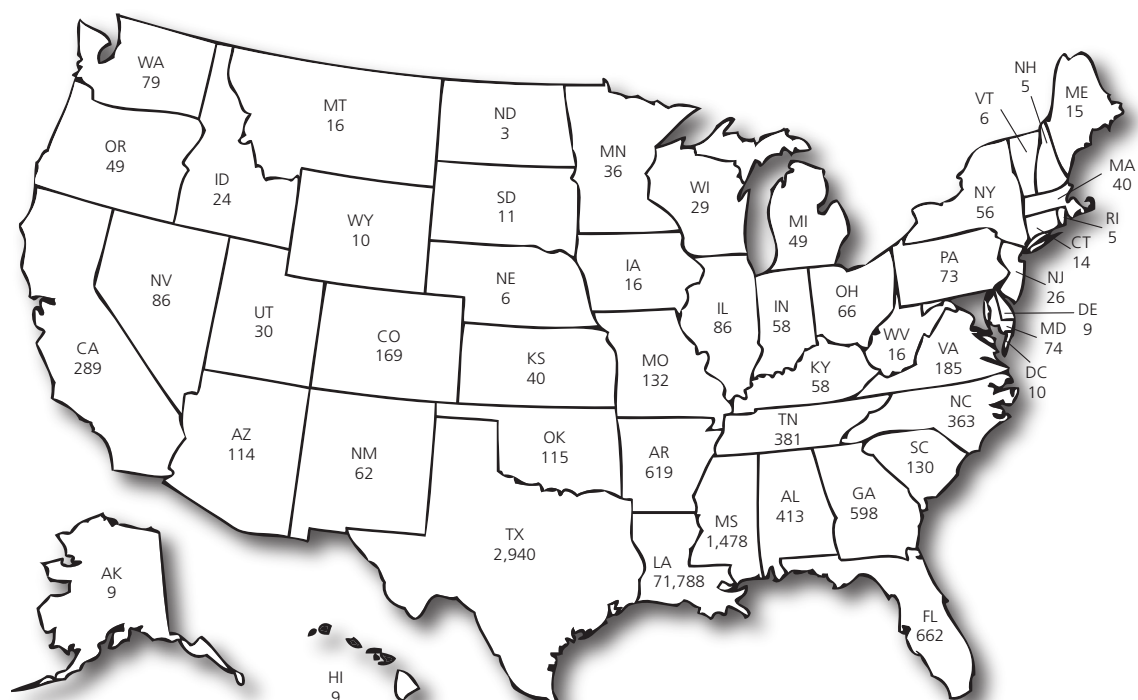 WA
79
MT
16
ND
3
MN
36
OR
49
ID
24
WY
10
SD
11
WI
29
MI
49
NH
5
VT
6
ME
15
MA
40
NY
56
RI
5
CT
14
NV
86
UT
30
CO
169
NE
6
IA
16
IL
86
IN
58
OH
66
PA
73
NJ
26
DE
9
MD
74
DC
10
CA
289
KS
40
MO
132
KY
58
WV
16
VA
185
AZ
114
NM
62
OK
115
AR
619
TN
381
NC
363
SC
130
TX
2,940
LA
71,788
MS
1,478
AL
413
GA
598
FL
662
AK
9
HI
9